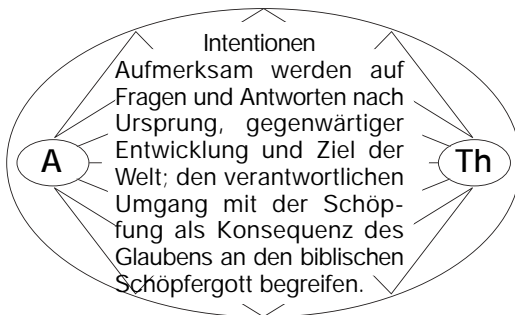 Intentionen
Aufmerksam werden auf
Fragen und Antworten nach
Ursprung, gegenwärtiger
Entwicklung und Ziel der
A
Th
Welt; den verantwortlichen
Umgang mit der Schöp-
fung als Konsequenz des
Glaubens an den biblischen
Schöpfergott begreifen.